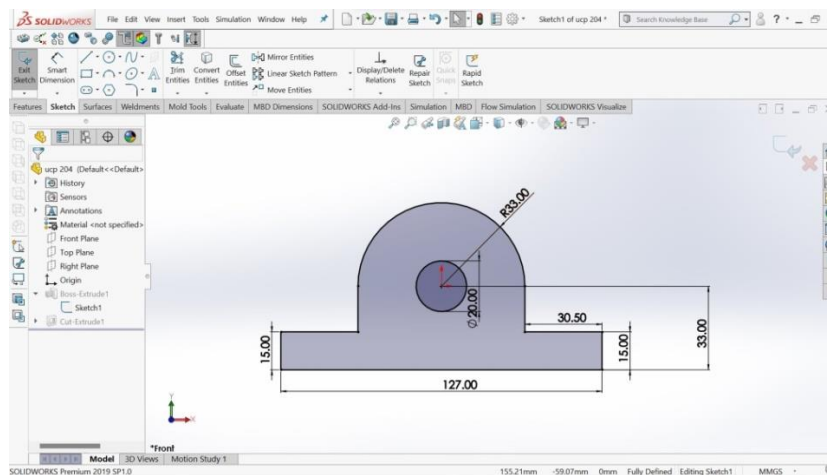 SOLIDWORKS File Edit View Insert Tools Simulation Window Help Sketch1 of ucp 204 * Search Knowledge Base
Exit Sketch
Smart Dimension
Trim Entities
Convert Entities
Offset Entities
Mirror Entities
Linear Sketch Pattern
Move Entities
Display/Delete Relations
Repair Sketch
Quick Snaps
Rapid Sketch
Features Sketch Surfaces Weldments Mold Tools Evaluate MBD Dimensions SOLIDWORKS Add-Ins Simulation MBD Flow Simulation SOLIDWORKS Visualize
ucp 204 (Default<<Default>
History
Sensors
Annotations
Material <not specified>
Front Plane
Top Plane
Right Plane
Origin
Boss-Extrude1
Sketch1
Cut-Extrude1
R33.00
∅20.00
30.50
33.00
15.00
15.00
127.00
Y
X
*Front
Model 3D Views Motion Study 1
SOLIDWORKS Premium 2019 SP1.0 155.21mm -59.07mm 0mm Fully Defined Editing Sketch1 MMGS